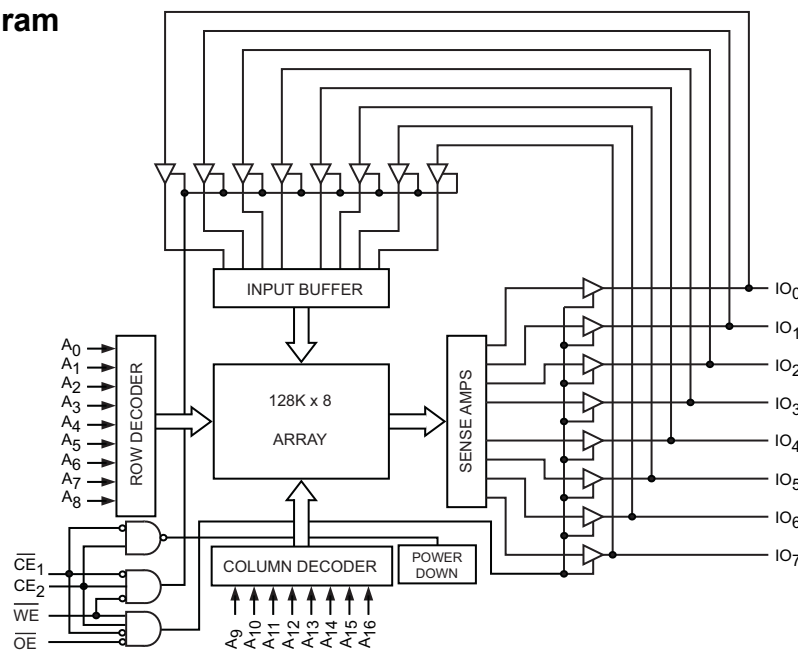 ram
INPUT BUFFER
ROW DECODER
128K x 8
ARRAY
SENSE AMPS
COLUMN DECODER
POWER
DOWN
A0
A1
A2
A3
A4
A5
A6
A7
A8
CE1
CE2
WE
OE
A9
A10
A11
A12
A13
A14
A15
A16
IO0
IO1
IO2
IO3
IO4
IO5
IO6
IO7